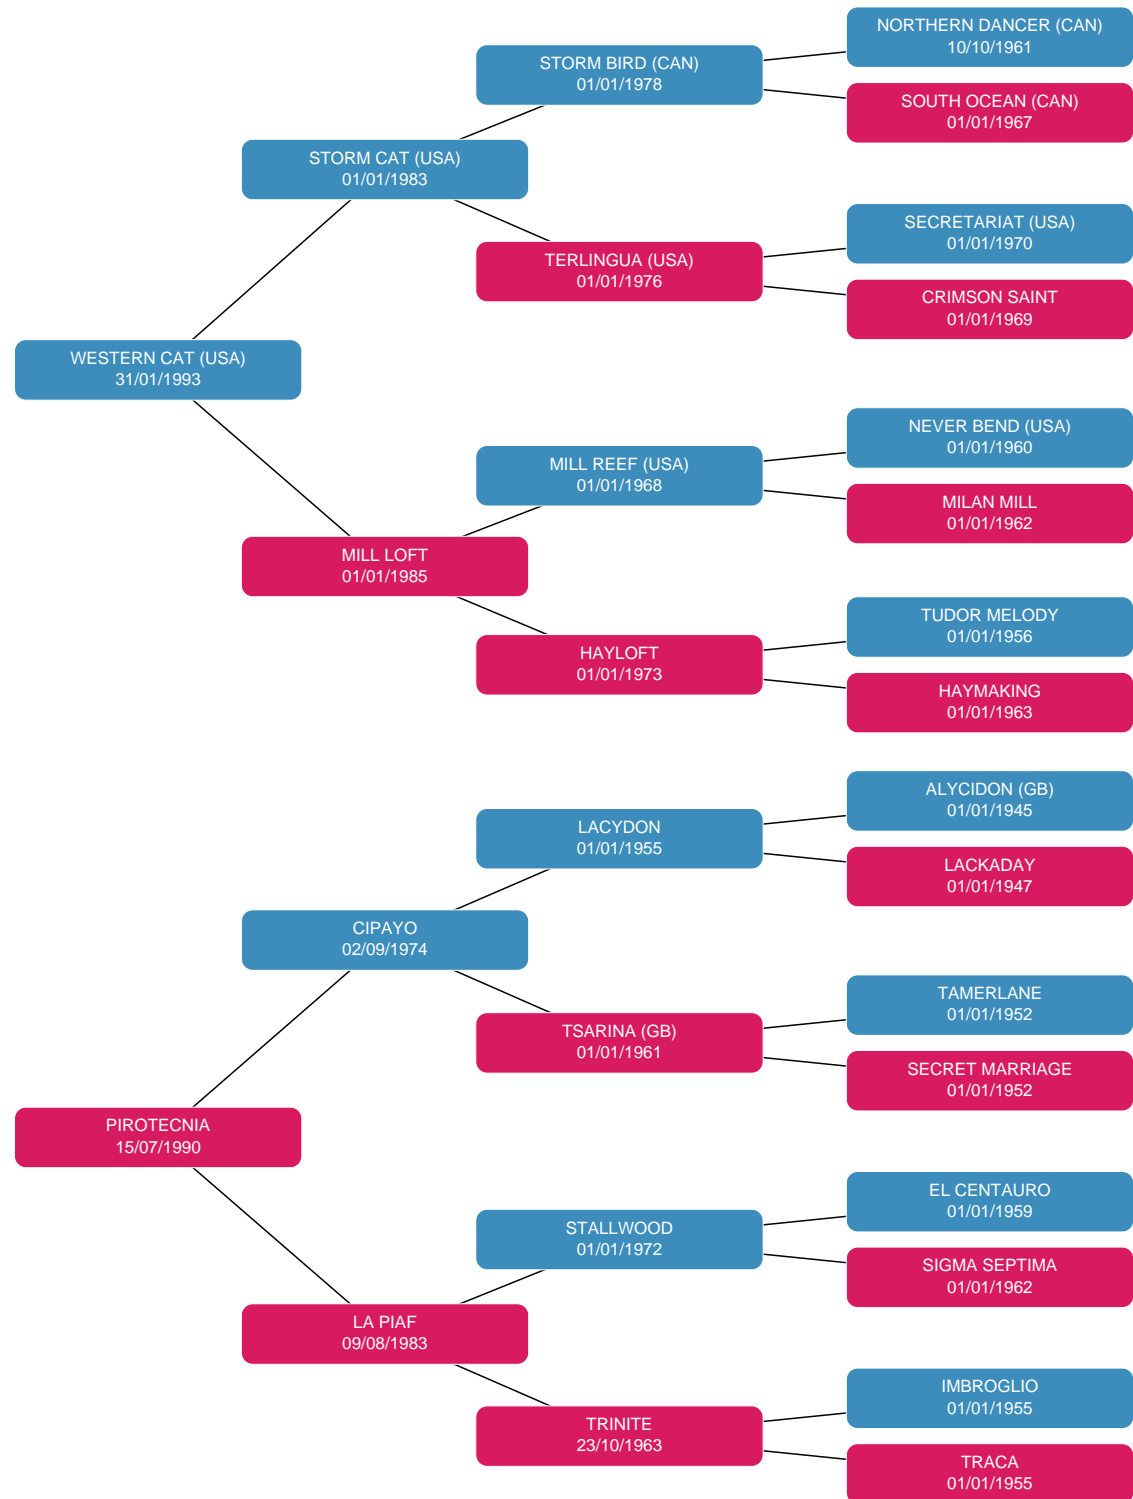 NORTHERN DANCER (CAN)
10/10/1961
STORM BIRD (CAN)
01/01/1978
SOUTH OCEAN (CAN)
01/01/1967
STORM CAT (USA)
01/01/1983
SECRETARIAT (USA)
01/01/1970
TERLINGUA (USA)
01/01/1976
CRIMSON SAINT
01/01/1969
WESTERN CAT (USA)
31/01/1993
NEVER BEND (USA)
01/01/1960
MILL REEF (USA)
01/01/1968
MILAN MILL
01/01/1962
MILL LOFT
01/01/1985
TUDOR MELODY
01/01/1956
HAYLOFT
01/01/1973
HAYMAKING
01/01/1963
ALYCIDON (GB)
01/01/1945
LACYDON
01/01/1955
LACKADAY
01/01/1947
CIPAYO
02/09/1974
TAMERLANE
01/01/1952
TSARINA (GB)
01/01/1961
SECRET MARRIAGE
01/01/1952
PIROTECNIA
15/07/1990
EL CENTAURO
01/01/1959
STALLWOOD
01/01/1972
SIGMA SEPTIMA
01/01/1962
LA PIAF
09/08/1983
IMBROGLIO
01/01/1955
TRINITE
23/10/1963
TRACA
01/01/1955